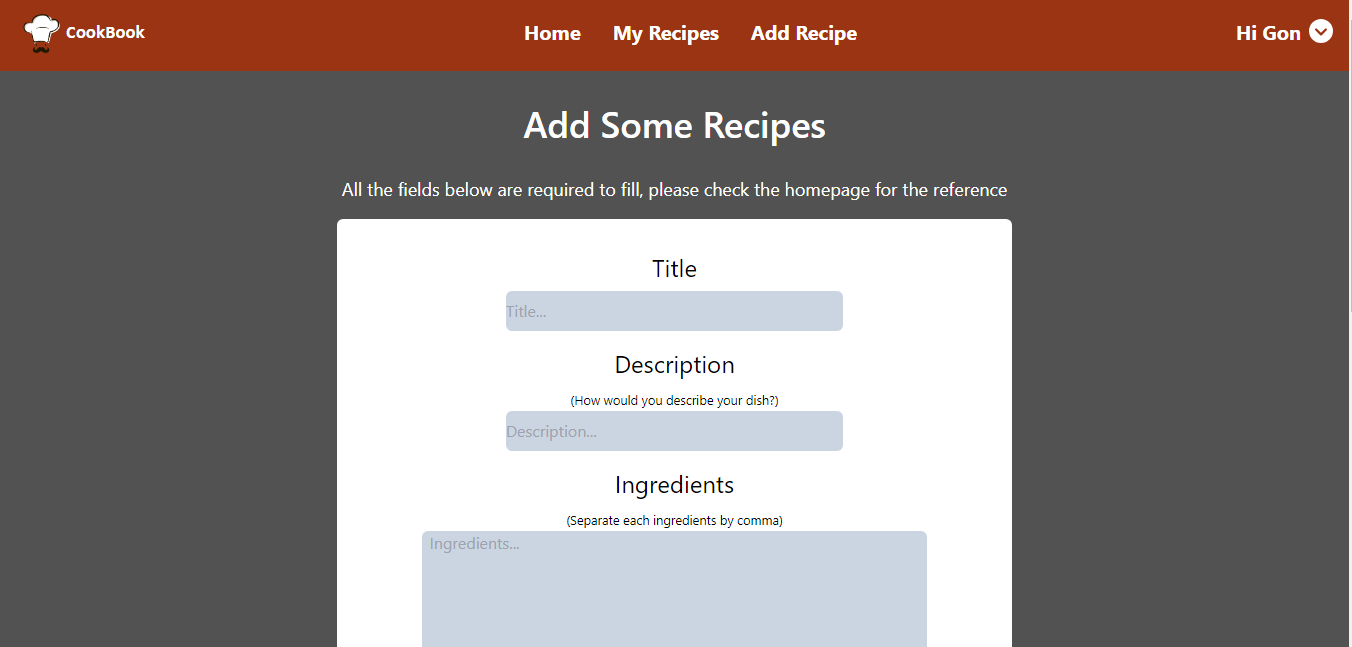 CookBook
Home
My Recipes
Add Recipe
Hi Gon
Add Some Recipes
All the fields below are required to fill, please check the homepage for the reference
Title
Title...
Description
(How would you describe your dish?)
Description...
Ingredients
(Separate each ingredients by comma)
Ingredients...